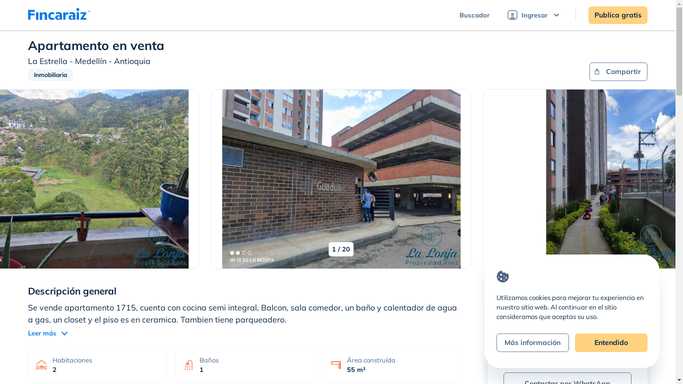 Fincaraiz
Buscador
Ingresar
Publica gratis
Apartamento en venta
La Estrella - Medellín - Antioquia
Inmobiliaria
Compartir
La Lonja
Guaduales
1 / 20
La Lonja
Propiedad Raíz
Descripción general
Se vende apartamento 1715, cuenta con cocina semi integral, Balcon, sala comedor, un baño y calentador de agua
a gas, un closet y el piso es en ceramica. Tambien tiene parqueadero.
Leer más
Habitaciones
2
Baños
1
Área construída
55 m²
Utilizamos cookies para mejorar tu experiencia en
nuestro sitio web. Al continuar en el sitio
consideramos que aceptas su uso.
Más información
Entendido
Contactar por WhatsApp